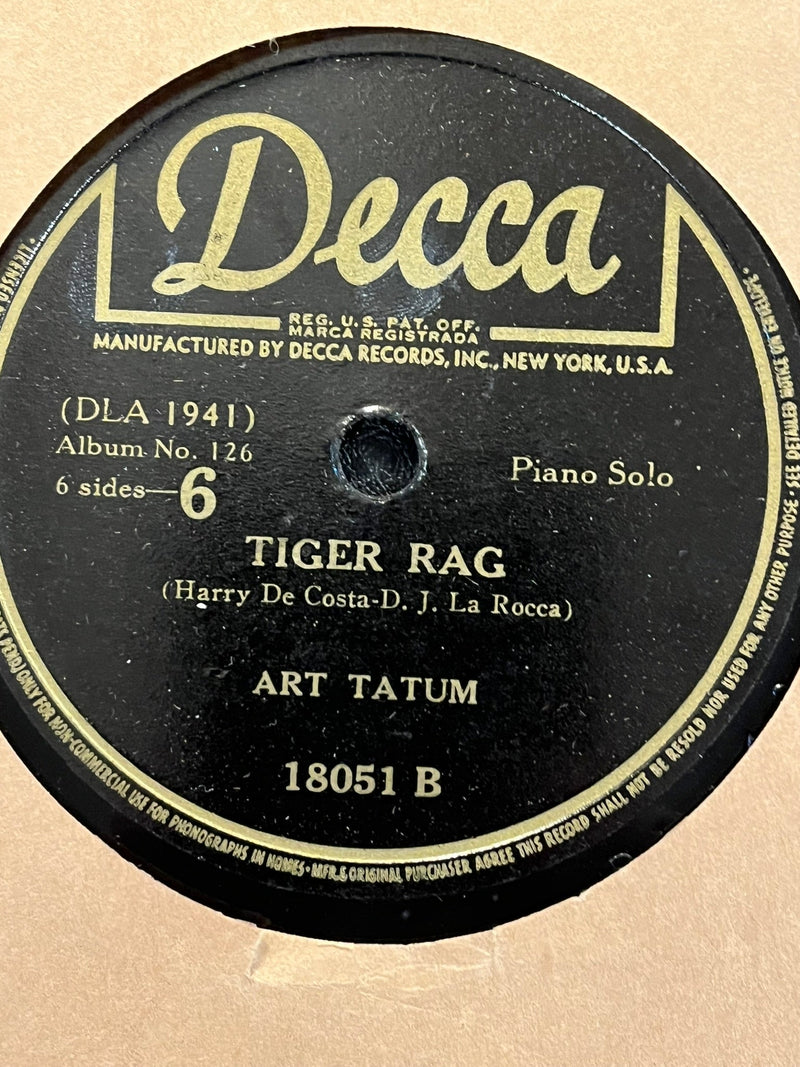 Decca
REG. U.S. PAT. OFF.
MARCA REGISTRADA
MANUFACTURED BY DECCA RECORDS, INC., NEW YORK, U.S.A.
(DLA 1941)
Album No. 126
6 sides—6
Piano Solo
TIGER RAG
(Harry De Costa-D. J. La Rocca)
ART TATUM
18051 B
LICENSED
PEND.) ONLY FOR NON-COMMERCIAL USE FOR PHONOGRAPHS IN HOMES • MFR. & ORIGINAL PURCHASER AGREE THIS RECORD SHALL NOT BE RESOLD NOR USED FOR ANY OTHER PURPOSE • SEE DETAILED NOTICE ON ENVELOPE •